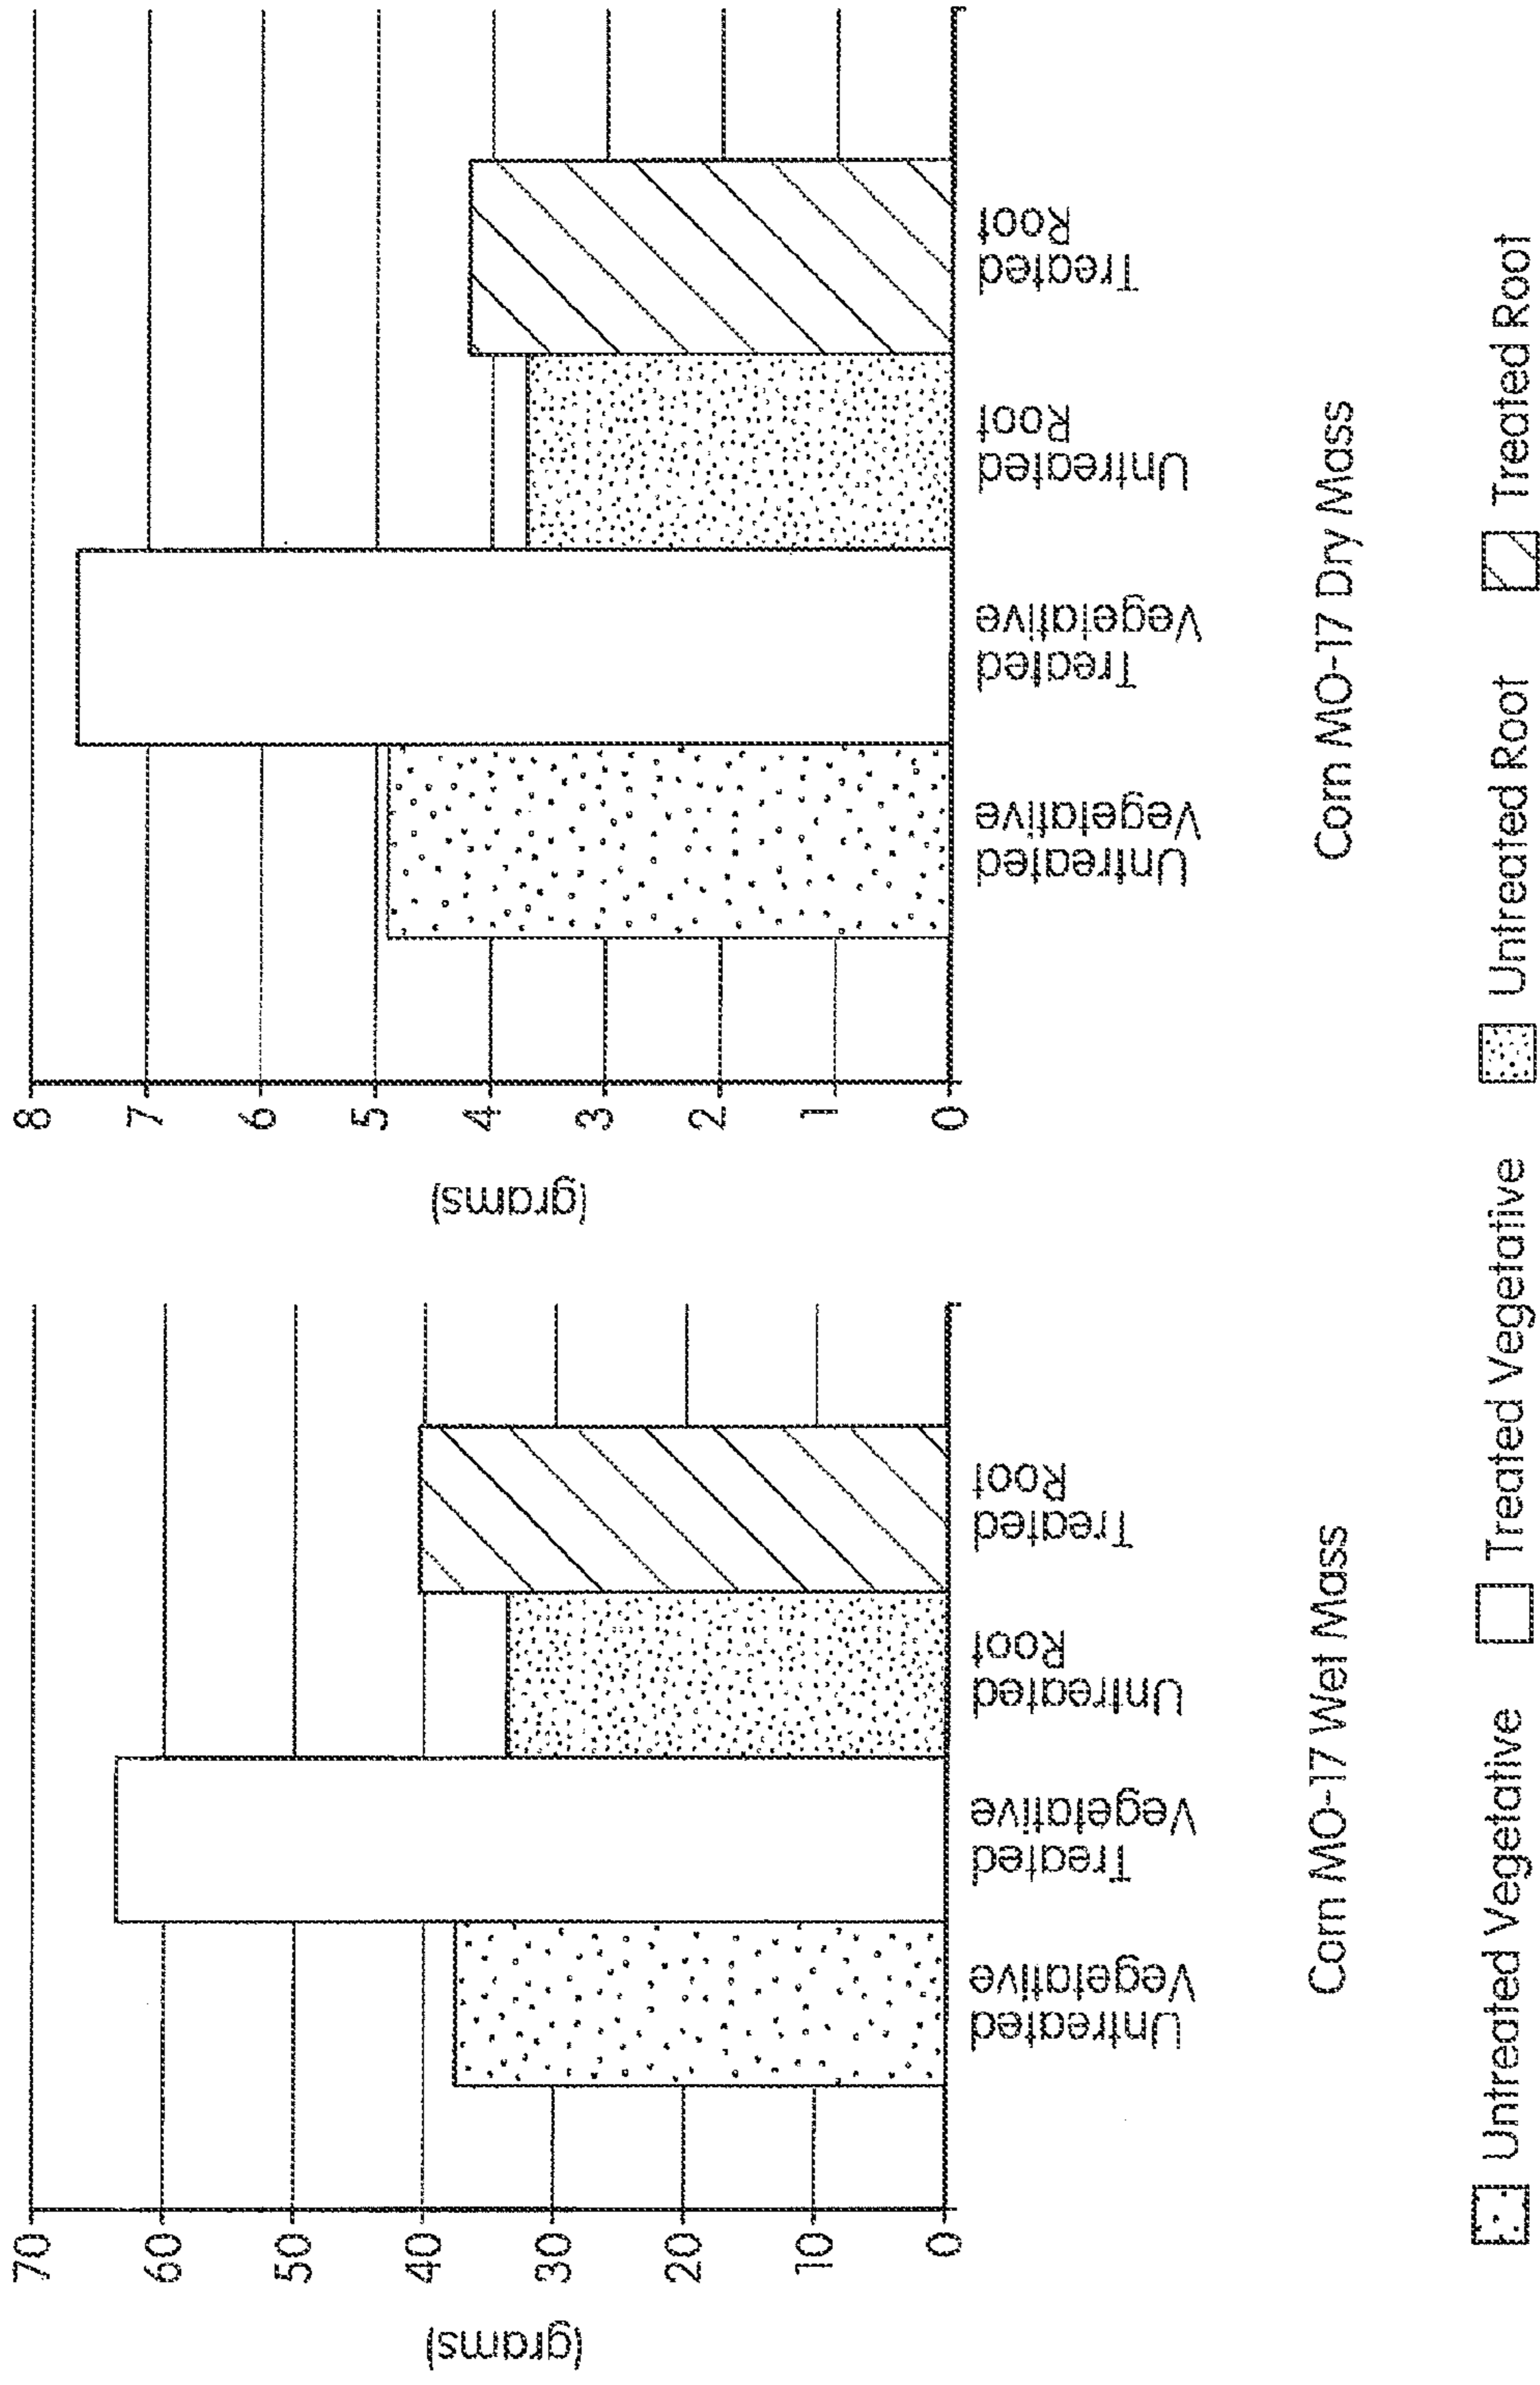 (grams)
70
60
50
40
30
20
10
0
Untreated
Vegetative
Treated
Vegetative
Untreated
Root
Treated
Root
Corn MO-17 Wet Mass
(grams)
8
7
6
5
4
3
2
1
0
Untreated
Vegetative
Treated
Vegetative
Untreated
Root
Treated
Root
Corn MO-17 Dry Mass
Untreated Vegetative
Treated Vegetative
Untreated Root
Treated Root